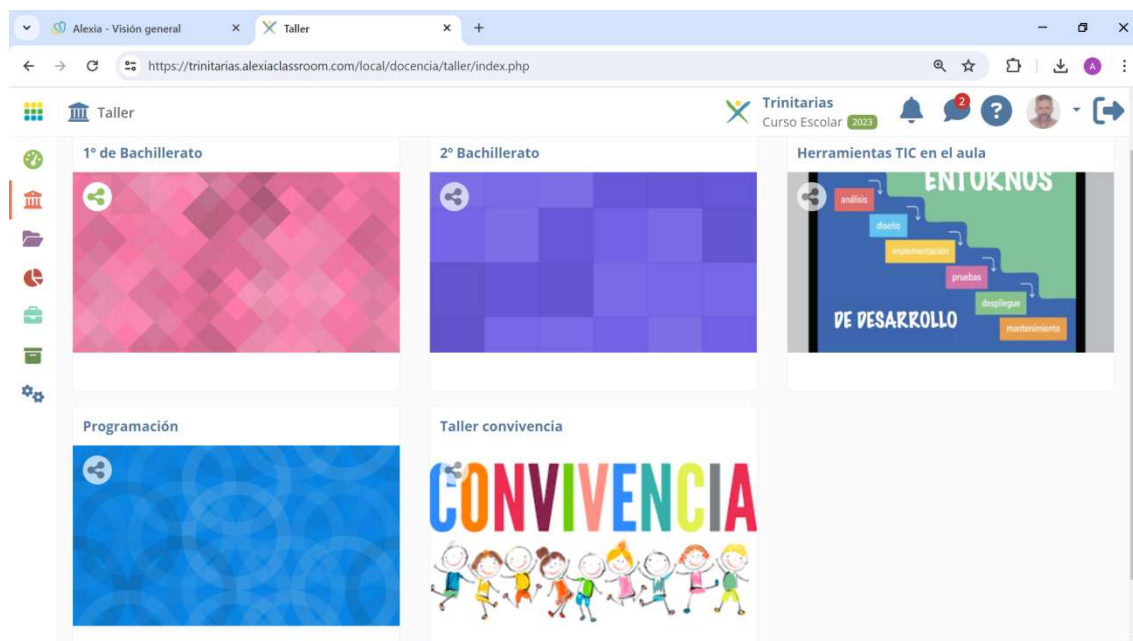 Alexia - Visión general
Taller
https://trinitarias.alexiaclassroom.com/local/docencia/taller/index.php
A
Taller
Trinitarias
Curso Escolar 2023
2
?
1º de Bachillerato
2º Bachillerato
Herramientas TIC en el aula
ENTORNOS
análisis
diseño
implementación
pruebas
despliegue
DE DESARROLLO
mantenimiento
Programación
Taller convivencia
CONVIVENCIA